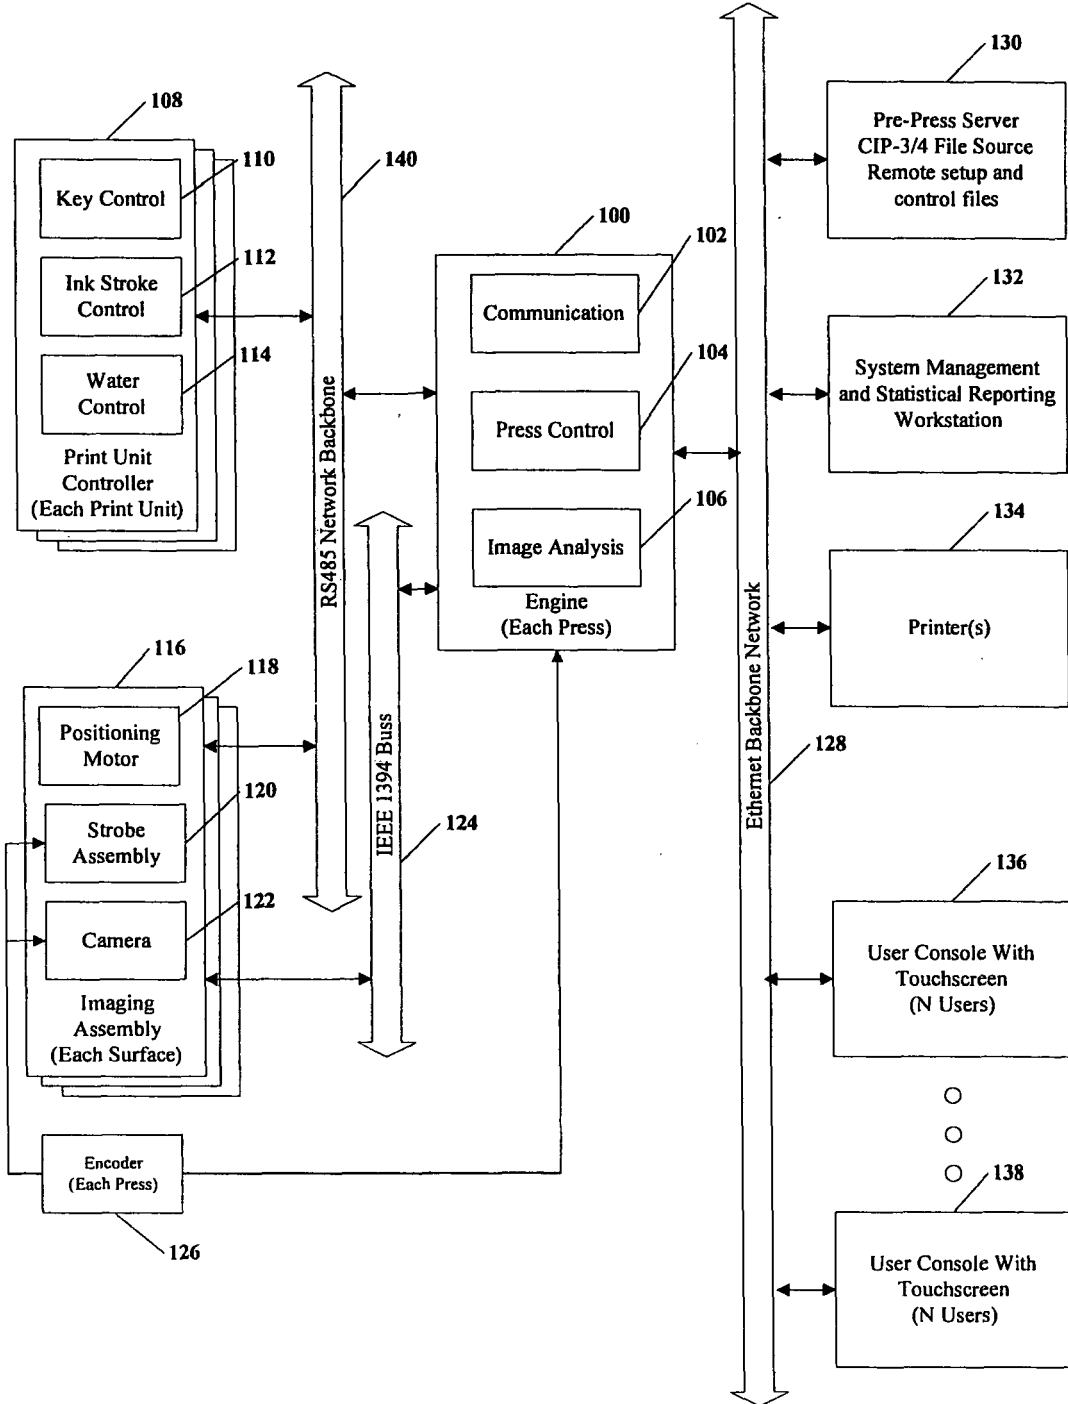 108
110
Key Control
112
Ink Stroke
Control
114
Water
Control
Print Unit
Controller
(Each Print Unit)
140
RS485 Network Backbone
100
102
Communication
104
Press Control
106
Image Analysis
Engine
(Each Press)
116
118
Positioning
Motor
120
Strobe
Assembly
122
Camera
Imaging
Assembly
(Each Surface)
IEEE 1394 Buss
124
Encoder
(Each Press)
126
Ethernet Backbone Network
128
130
Pre-Press Server
CIP-3/4 File Source
Remote setup and
control files
132
System Management
and Statistical Reporting
Workstation
134
Printer(s)
136
User Console With
Touchscreen
(N Users)
138
User Console With
Touchscreen
(N Users)